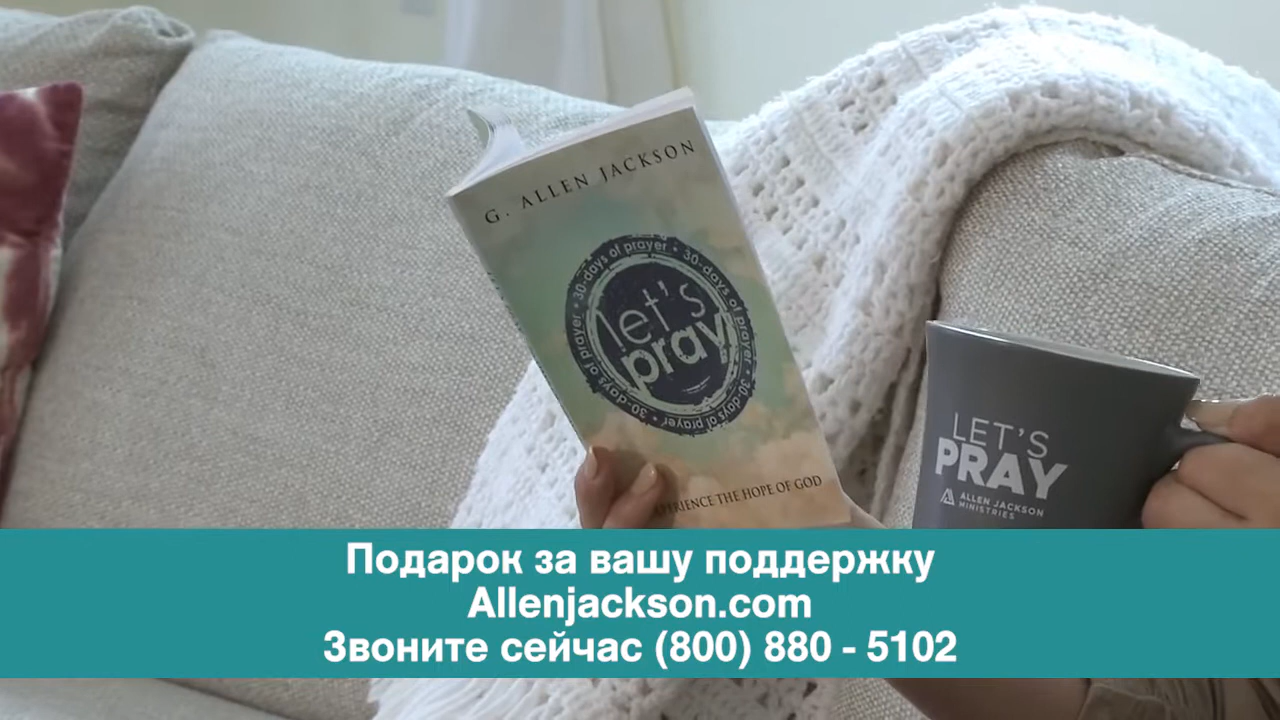 G. ALLEN JACKSON
30-days of prayer • 30-days of prayer • 30-days of prayer • 30-days of prayer •
let's
pray
THE HOPE OF GOD
LET'S
PRAY
ALLEN JACKSON
MINISTRIES
Подарок за вашу поддержку
Allenjackson.com
Звоните сейчас (800) 880 - 5102